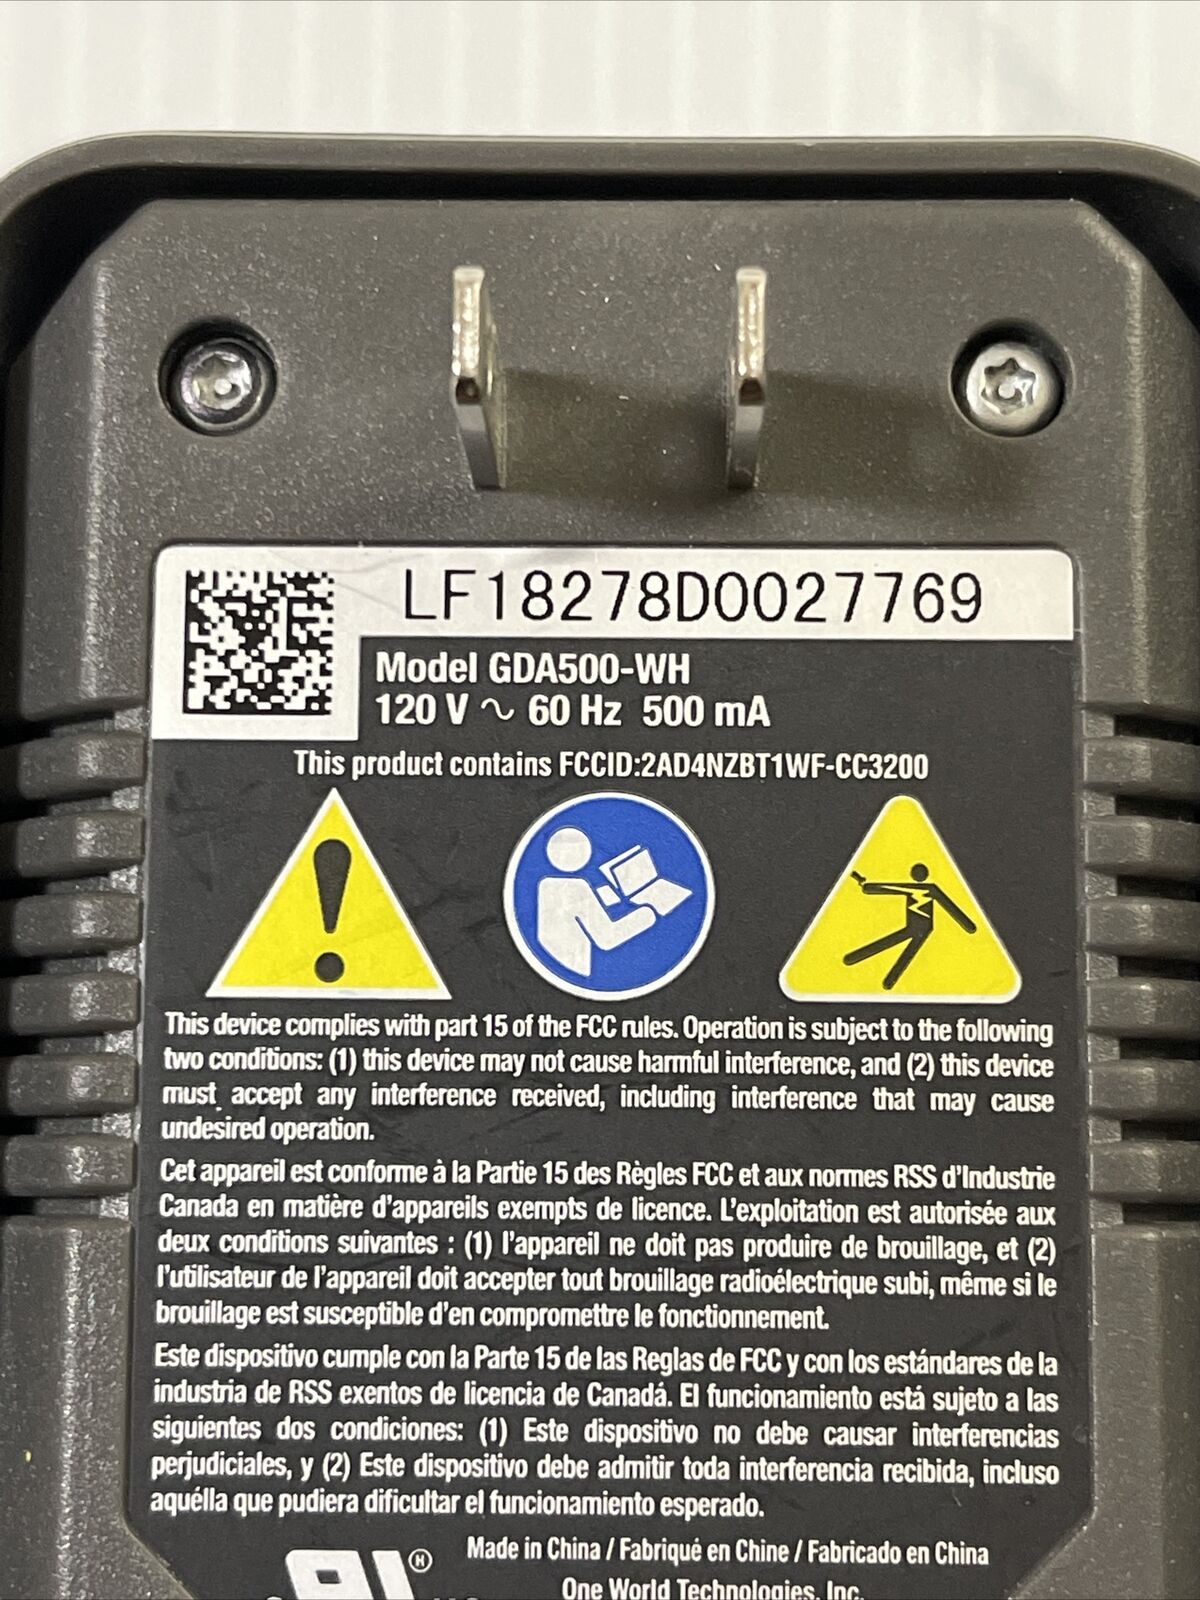 LF18278D0027769
Model GDA500-WH
120 V ~ 60 Hz 500 mA
This product contains FCCID:2AD4NZBT1WF-CC3200
This device complies with part 15 of the FCC rules. Operation is subject to the following
two conditions: (1) this device may not cause harmful interference, and (2) this device
must accept any interference received, including interference that may cause
undesired operation.
Cet appareil est conforme à la Partie 15 des Règles FCC et aux normes RSS d'Industrie
Canada en matière d'appareils exempts de licence. L'exploitation est autorisée aux
deux conditions suivantes : (1) l'appareil ne doit pas produire de brouillage, et (2)
l'utilisateur de l'appareil doit accepter tout brouillage radioélectrique subi, même si le
brouillage est susceptible d'en compromettre le fonctionnement.
Este dispositivo cumple con la Parte 15 de las Reglas de FCC y con los estándares de la
industria de RSS exentos de licencia de Canadá. El funcionamiento está sujeto a las
siguientes dos condiciones: (1) Este dispositivo no debe causar interferencias
perjudiciales, y (2) Este dispositivo debe admitir toda interferencia recibida, incluso
aquélla que pudiera dificultar el funcionamiento esperado.
Made in China / Fabriqué en Chine / Fabricado en China
One World Technologies, Inc.